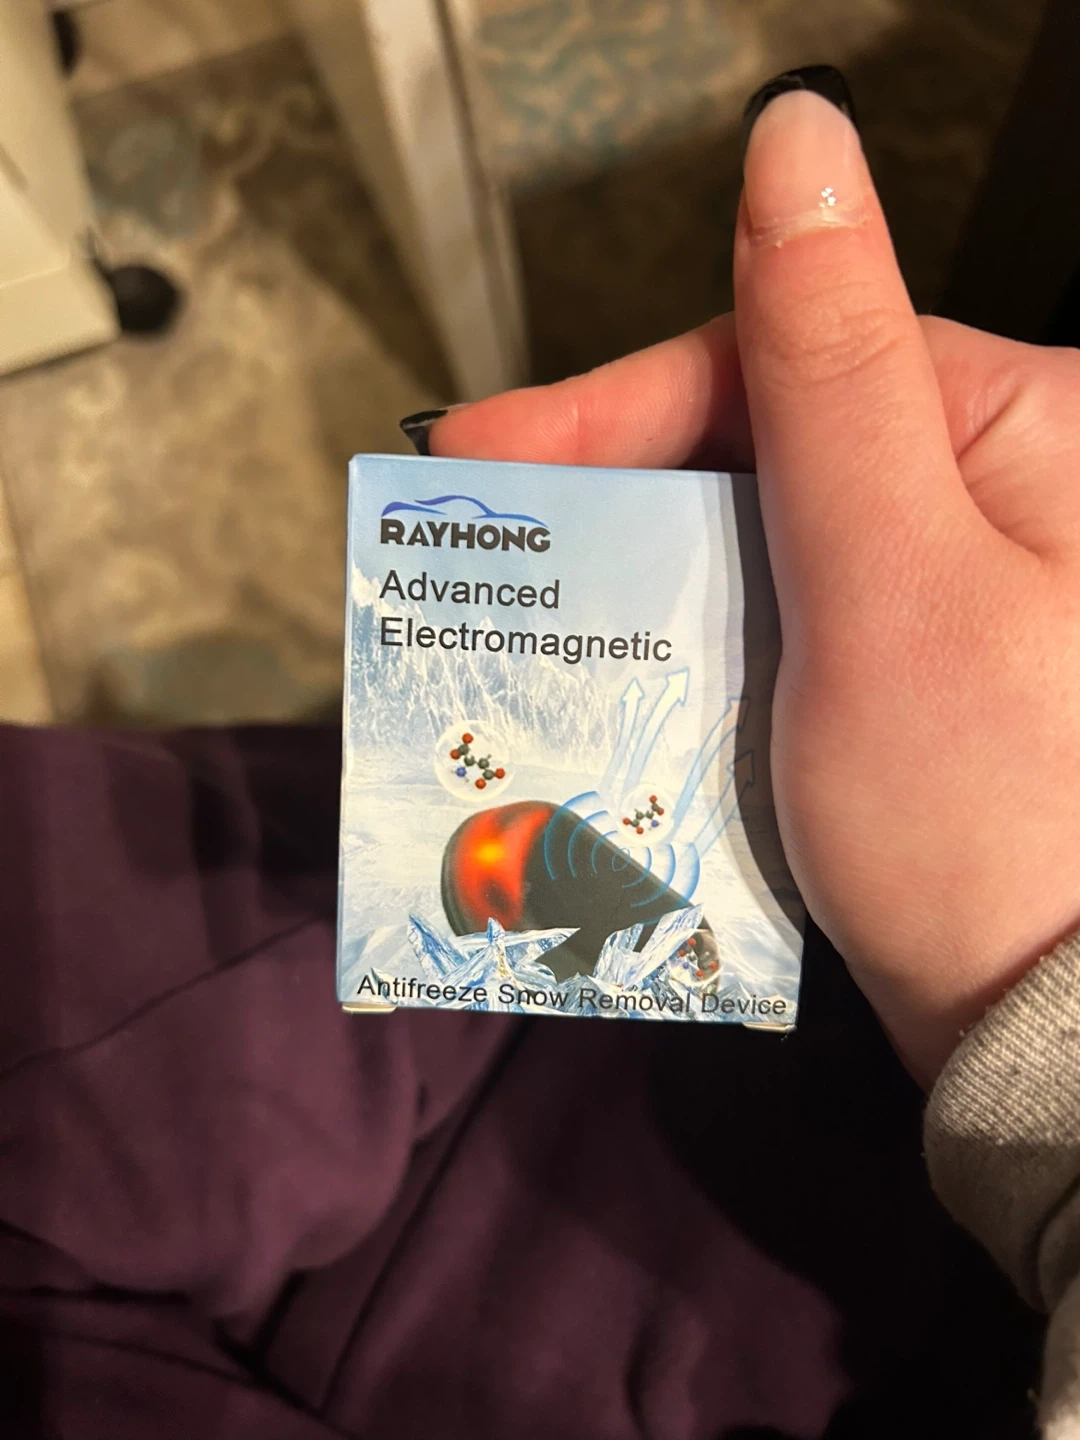 RAYHONG
Advanced
Electromagnetic
Antifreeze Snow Removal Device